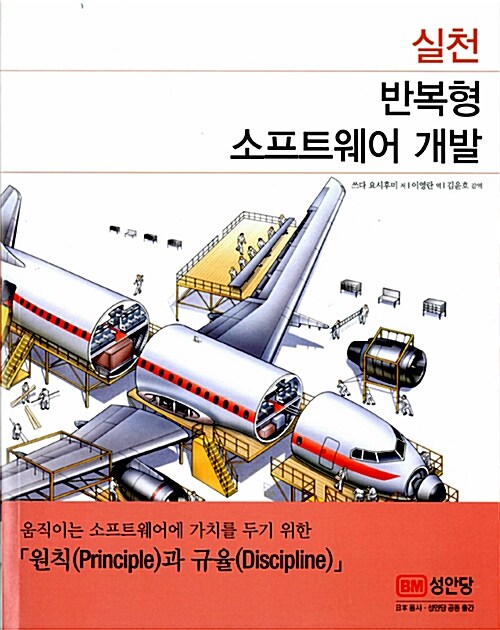 실천
반복형
소프트웨어 개발
쓰다 요시후미 저 | 이영란 역 | 김윤호 감역
움직이는 소프트웨어에 가치를 두기 위한
「원칙(Principle)과 규율(Discipline)」
BM 성안당
日本 동사 · 성안당 공동 출간